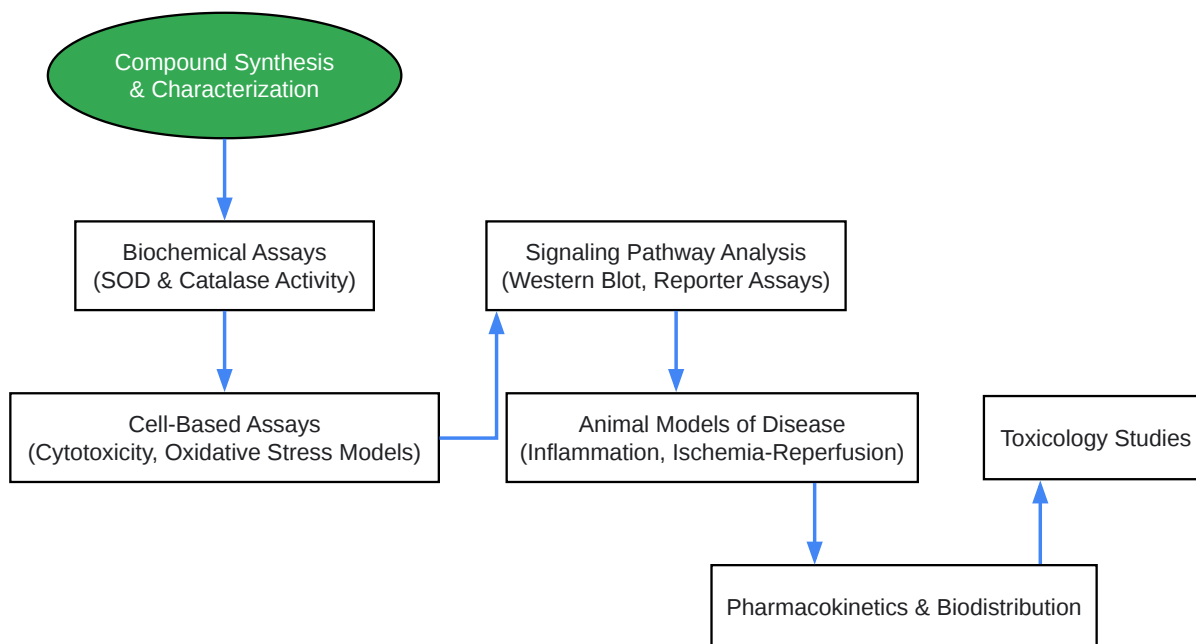 Compound Synthesis
& Characterization
Biochemical Assays
(SOD & Catalase Activity)
Cell-Based Assays
(Cytotoxicity, Oxidative Stress Models)
Signaling Pathway Analysis
(Western Blot, Reporter Assays)
Animal Models of Disease
(Inflammation, Ischemia-Reperfusion)
Pharmacokinetics & Biodistribution
Toxicology Studies